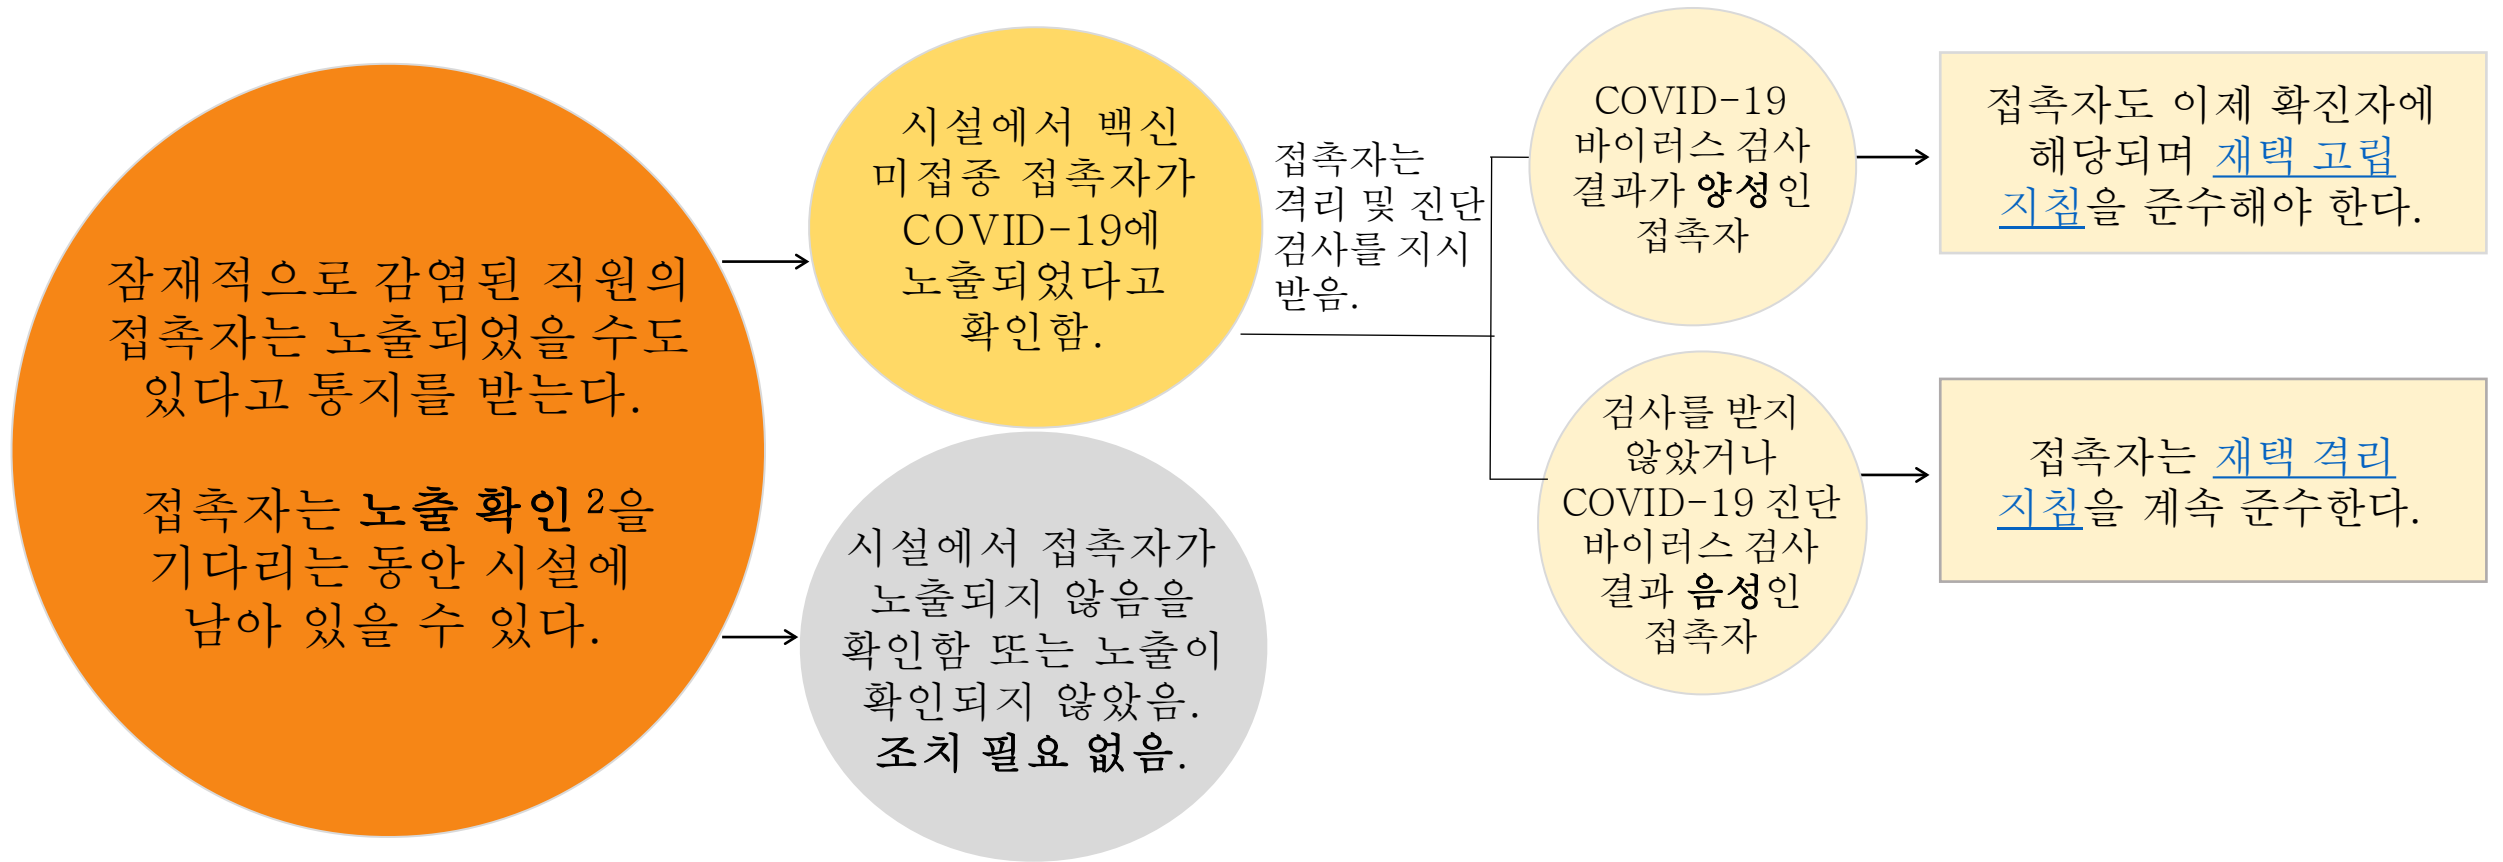 잠재적으로 감염된 직원의
접촉자는 노출되었을 수도
있다고 통지를 받는다.
접촉자는 노출 확인 ²을
기다리는 동안 시설에
남아 있을 수 있다.
시설에서 백신
미접종 접촉자가
COVID-19에
노출되었다고
확인함.
시설에서 접촉자가
노출되지 않음을
확인함 또는 노출이
확인되지 않았음.
조치 필요 없음.
접촉자는
격리 및 진단
검사를 지시
받음.
COVID-19
바이러스 검사
결과가 양성인
접촉자
접촉자도 이제 확진자에
해당되며 재택 고립
지침을 준수해야 한다.
검사를 받지
않았거나
COVID-19 진단
바이러스 검사
결과 음성인
접촉자
접촉자는 재택 격리
지침을 계속 준수한다.